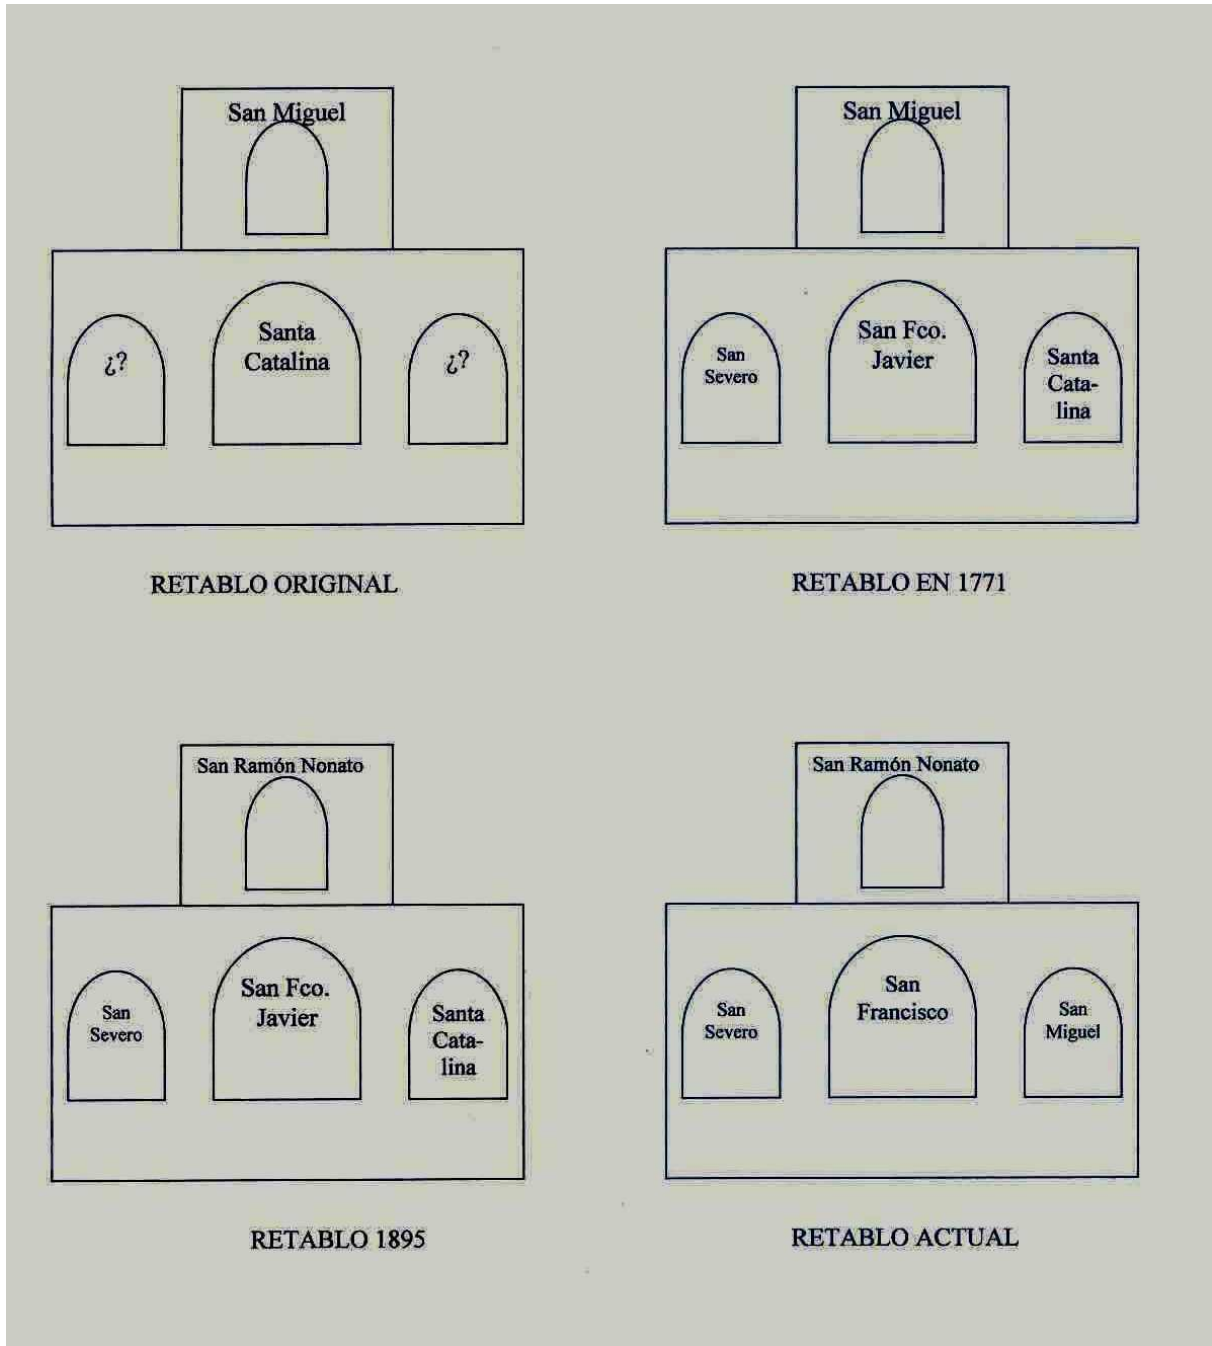 San Miguel
¿?
Santa
Catalina
¿?
RETABLO ORIGINAL
San Miguel
San
Severo
San Fco.
Javier
Santa
Cata-
lina
RETABLO EN 1771
San Ramón Nonato
San
Severo
San Fco.
Javier
Santa
Cata-
lina
RETABLO 1895
San Ramón Nonato
San
Severo
San
Francisco
San
Miguel
RETABLO ACTUAL